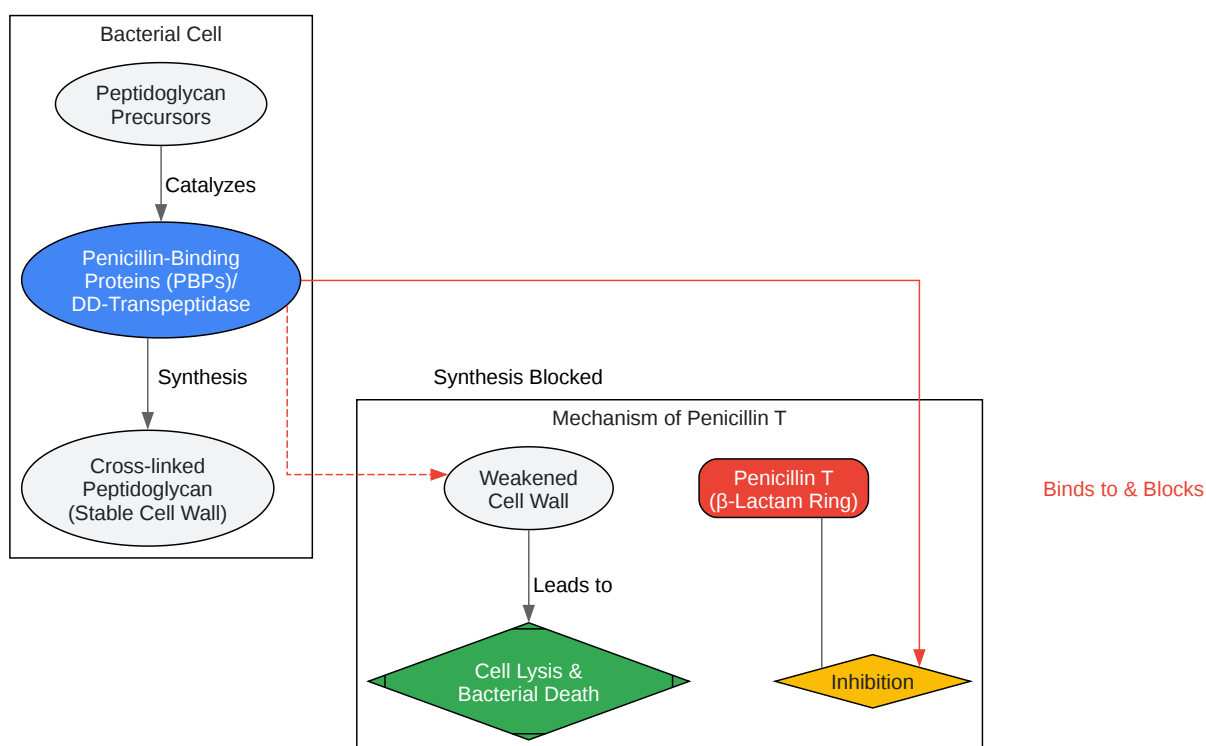 Bacterial Cell
Peptidoglycan
Precursors
Catalyzes
Penicillin-Binding
Proteins (PBPs)/
DD-Transpeptidase
Synthesis
Cross-linked
Peptidoglycan
(Stable Cell Wall)
Synthesis Blocked
Mechanism of Penicillin T
Weakened
Cell Wall
Penicillin T
(β-Lactam Ring)
Binds to & Blocks
Leads to
Cell Lysis &
Bacterial Death
Inhibition